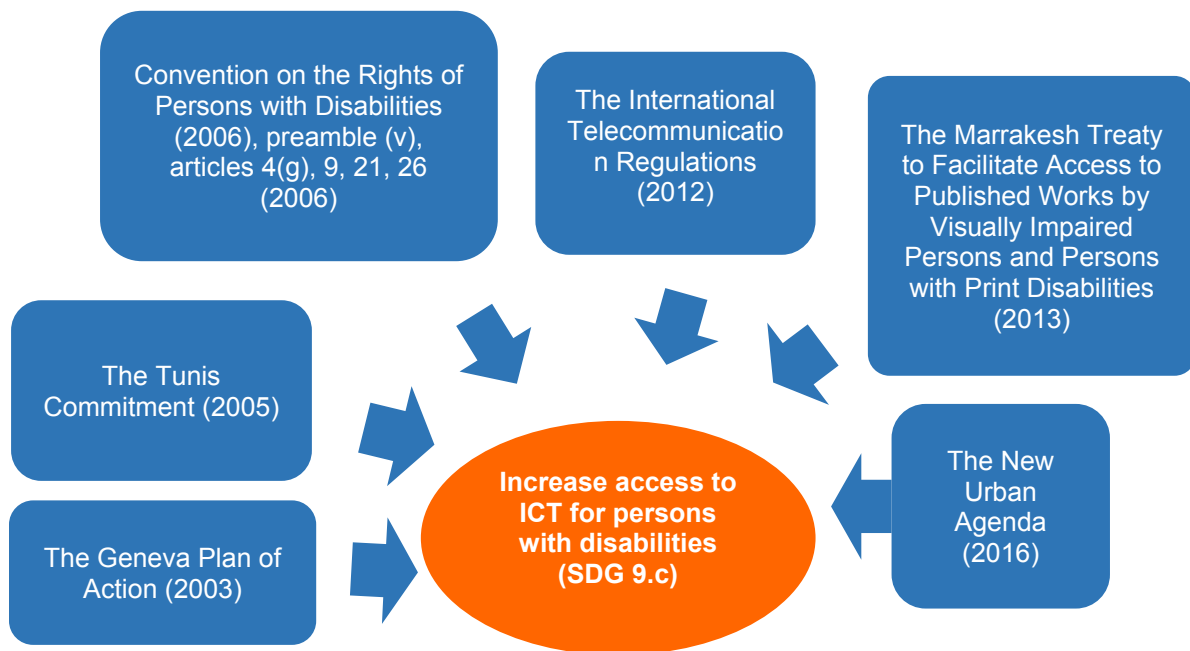 Convention on the Rights of
Persons with Disabilities
(2006), preamble (v),
articles 4(g), 9, 21, 26
(2006)
The International
Telecommunicatio
n Regulations
(2012)
The Marrakesh Treaty
to Facilitate Access to
Published Works by
Visually Impaired
Persons and Persons
with Print Disabilities
(2013)
The Tunis
Commitment (2005)
The New
Urban
Agenda
(2016)
The Geneva Plan of
Action (2003)
Increase access to
ICT for persons
with disabilities
(SDG 9.c)